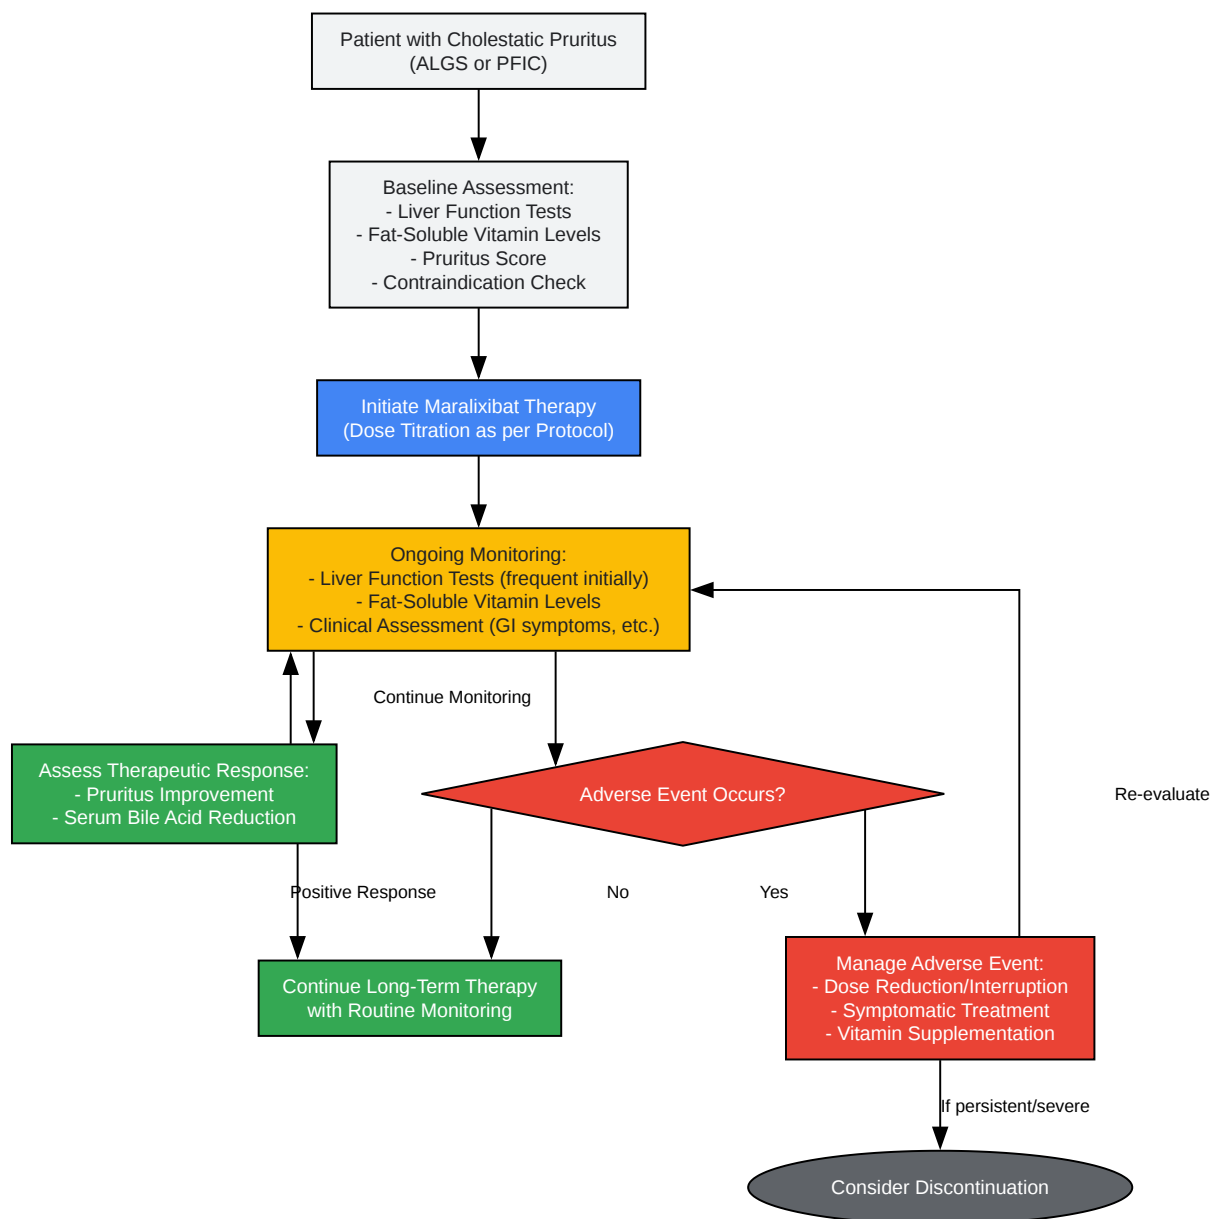 Patient with Cholestatic Pruritus
(ALGS or PFIC)
Baseline Assessment:
- Liver Function Tests
- Fat-Soluble Vitamin Levels
- Pruritus Score
- Contraindication Check
Initiate Maralixibat Therapy
(Dose Titration as per Protocol)
Ongoing Monitoring:
- Liver Function Tests (frequent initially)
- Fat-Soluble Vitamin Levels
- Clinical Assessment (GI symptoms, etc.)
Continue Monitoring
Assess Therapeutic Response:
- Pruritus Improvement
- Serum Bile Acid Reduction
Adverse Event Occurs?
Re-evaluate
Positive Response
No
Yes
Continue Long-Term Therapy
with Routine Monitoring
Manage Adverse Event:
- Dose Reduction/Interruption
- Symptomatic Treatment
- Vitamin Supplementation
If persistent/severe
Consider Discontinuation